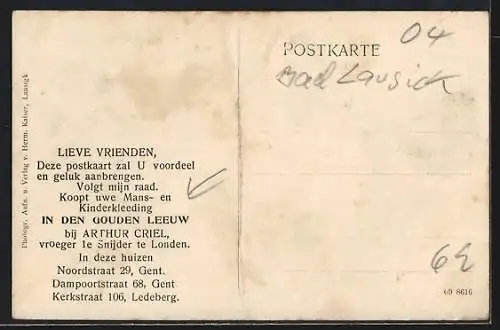 Photogr. Aufn. u. Verlag v. Herm. Kaiser, Lausigk
LIEVE VRIENDEN,
Deze postkaart zal U voordeel
en geluk aanbrengen.
Volgt mijn raad.
Koopt uwe Mans- en
Kinderkleeding
IN DEN GOUDEN LEEUW
bij ARTHUR CRIEL,
vroeger 1e Snijder te Londen.
In deze huizen
Noordstraat 29, Gent.
Dampoortstraat 68, Gent
Kerkstraat 106, Ledeberg.
POSTKARTE
04
Bad Lausick
69 8616